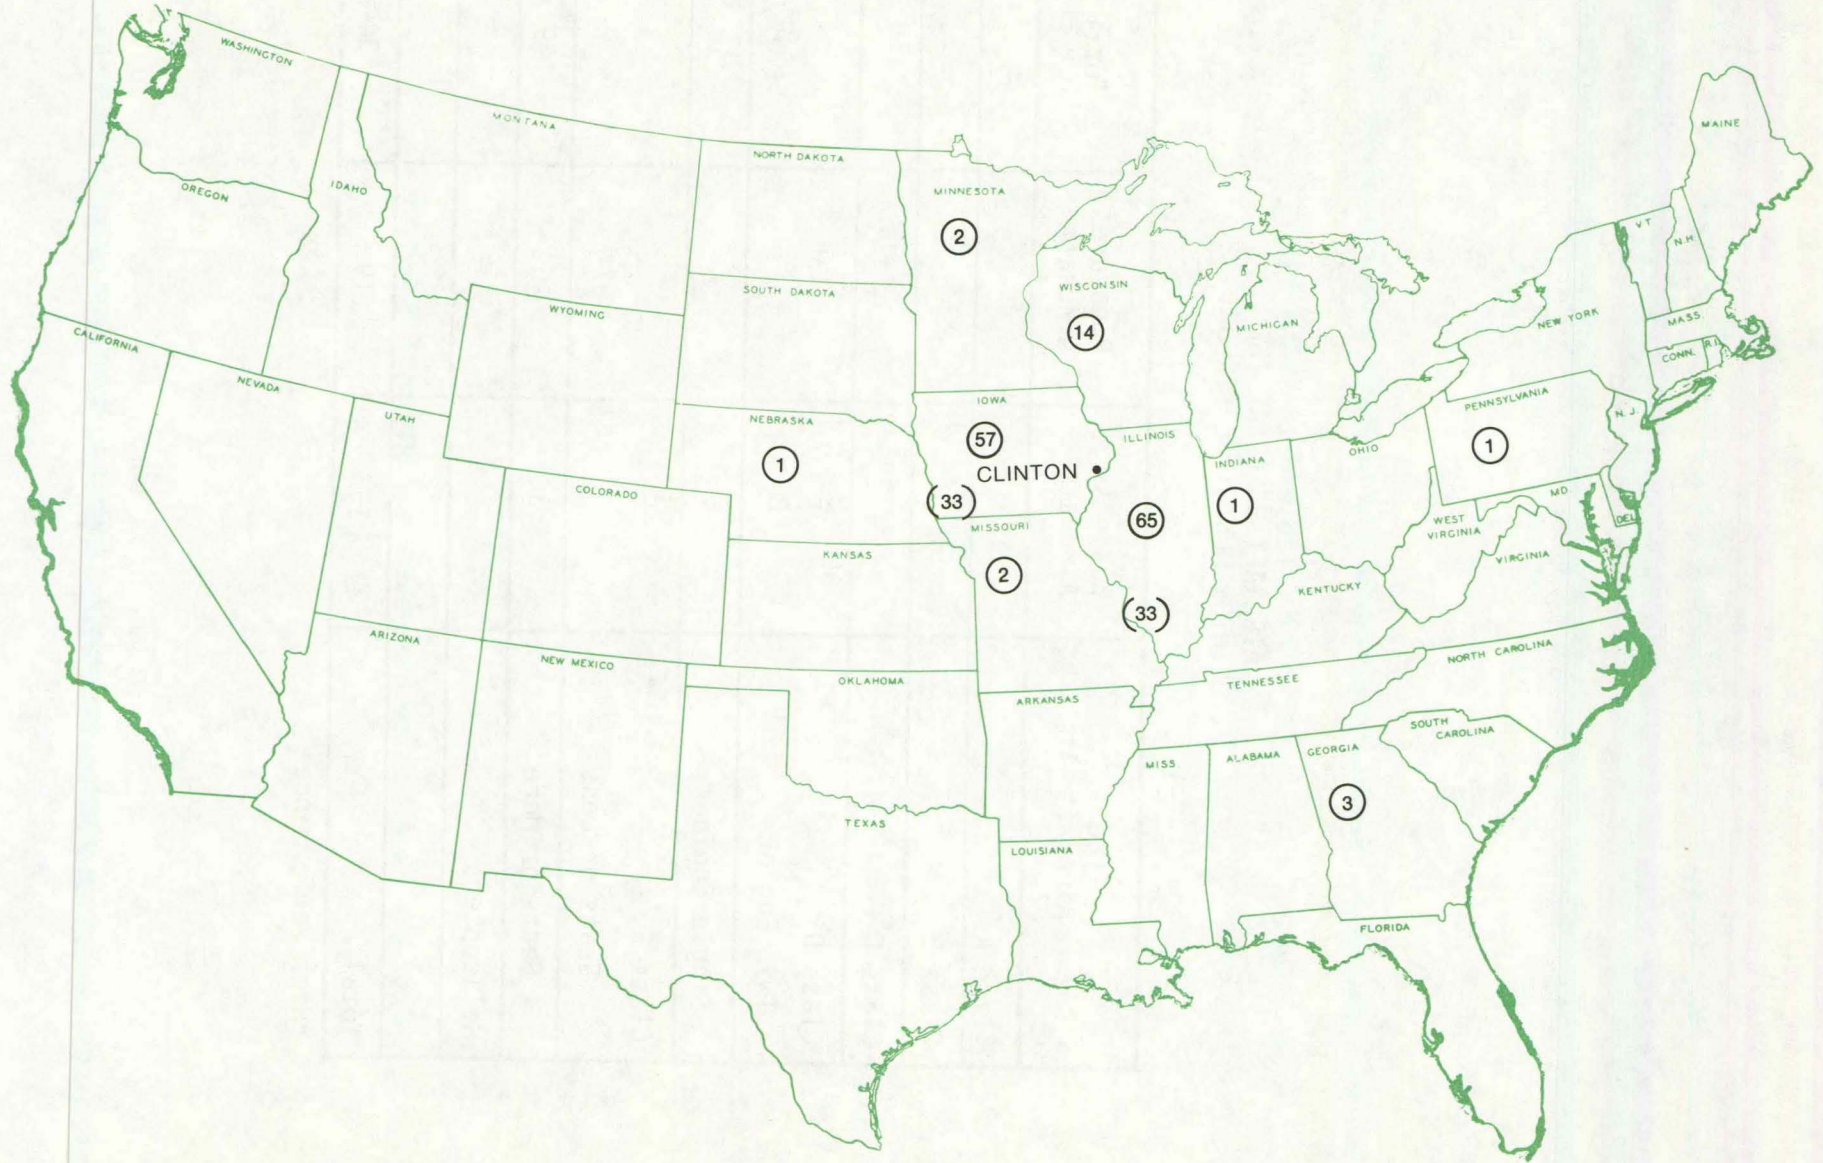 WASHINGTON
MONTANA
NORTH DAKOTA
MINNESOTA
MAINE
OREGON
IDAHO
2
VT.
N.H.
SOUTH DAKOTA
WISCONSIN
WYOMING
14
MICHIGAN
NEW YORK
MASS.
CALIFORNIA
CONN.
R.I.
NEVADA
UTAH
NEBRASKA
IOWA
PENNSYLVANIA
N.J.
57
ILLINOIS
1
OHIO
1
CLINTON
INDIANA
COLORADO
(33)
MD.
1
65
WEST
VIRGINIA
DEL.
MISSOURI
KANSAS
2
VIRGINIA
KENTUCKY
(33)
ARIZONA
NEW MEXICO
NORTH CAROLINA
OKLAHOMA
TENNESSEE
ARKANSAS
SOUTH
CAROLINA
MISS.
ALABAMA
GEORGIA
3
TEXAS
LOUISIANA
FLORIDA